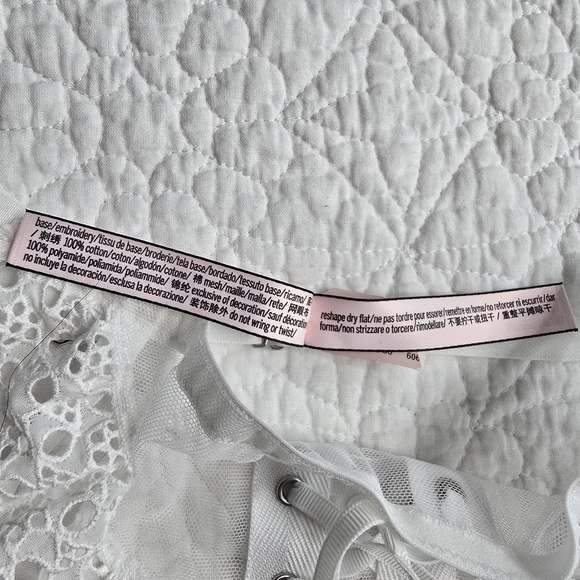 base/embroidery/tissu de base/broderie/tela base/bordado/tessuto base/ricamo/
/ 刺绣 100% cotton/coton/algodón/cotone/ 棉 mesh/maille/malla/rete/
100% polyamide/poliamida/poliammide/ 锦纶 exclusive of decoration/sauf décoration
no incluye la decoración/esclusa la decorazione/ 装饰除外 do not wring or twist/
reshape dry flat/ne pas tordre pour essorer/remettre en forme/no retorcer ni escurrir/dar
forma/non strizzare o torcere/rimodellare/ 不要拧干或扭干 / 重整平摊晾干
606